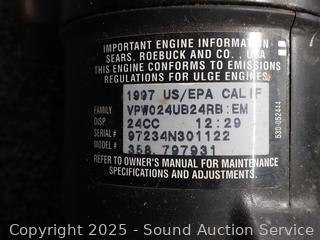 IMPORTANT ENGINE INFORMATION
SEARS, ROEBUCK AND CO., USA
THIS ENGINE CONFORMS TO EMISSIONS
REGULATIONS FOR ULGE ENGINES.
1997 US/EPA CALIF
FAMILY VPW024UB24RB:EM
DISP. 24CC 12:29
SERIAL # 97234N301122
MODEL # 358.797931
530-052444
REFER TO OWNER'S MANUAL FOR MAINTENANCE
SPECIFICATIONS AND ADJUSTMENTS.
Copyright 2025 - Sound Auction Service